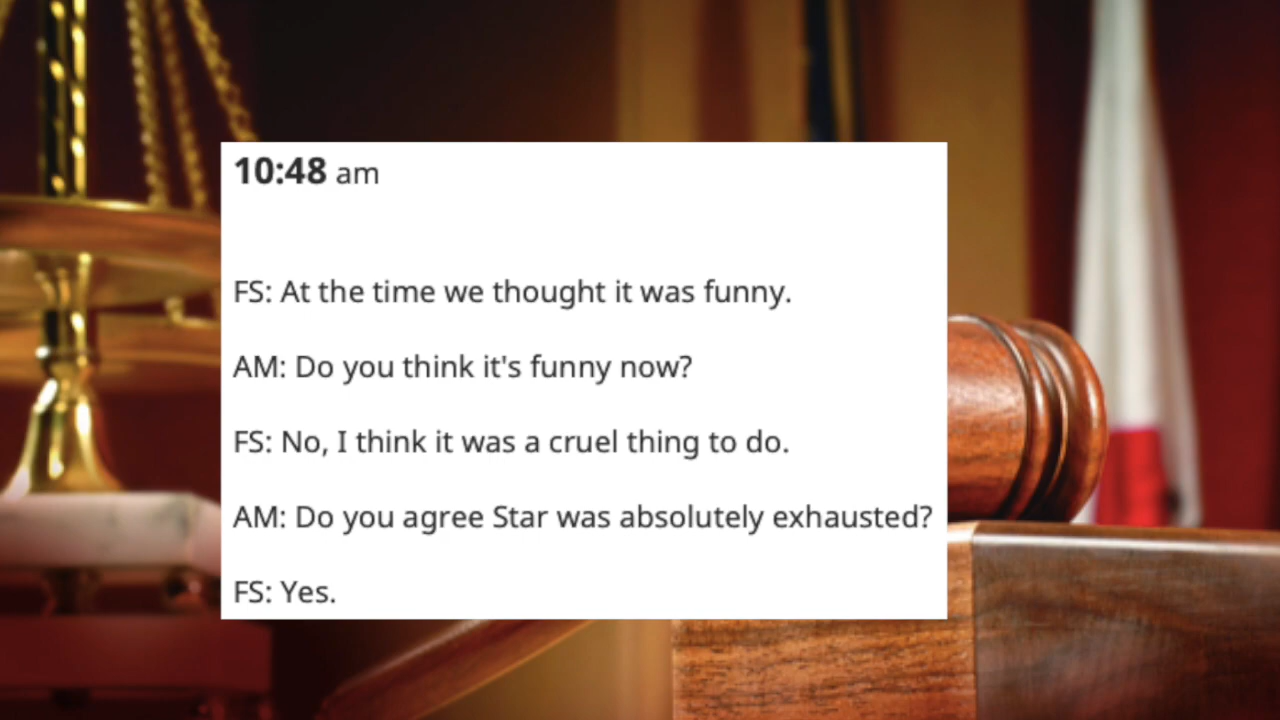 10:48 am
FS: At the time we thought it was funny.
AM: Do you think it's funny now?
FS: No, I think it was a cruel thing to do.
AM: Do you agree Star was absolutely exhausted?
FS: Yes.